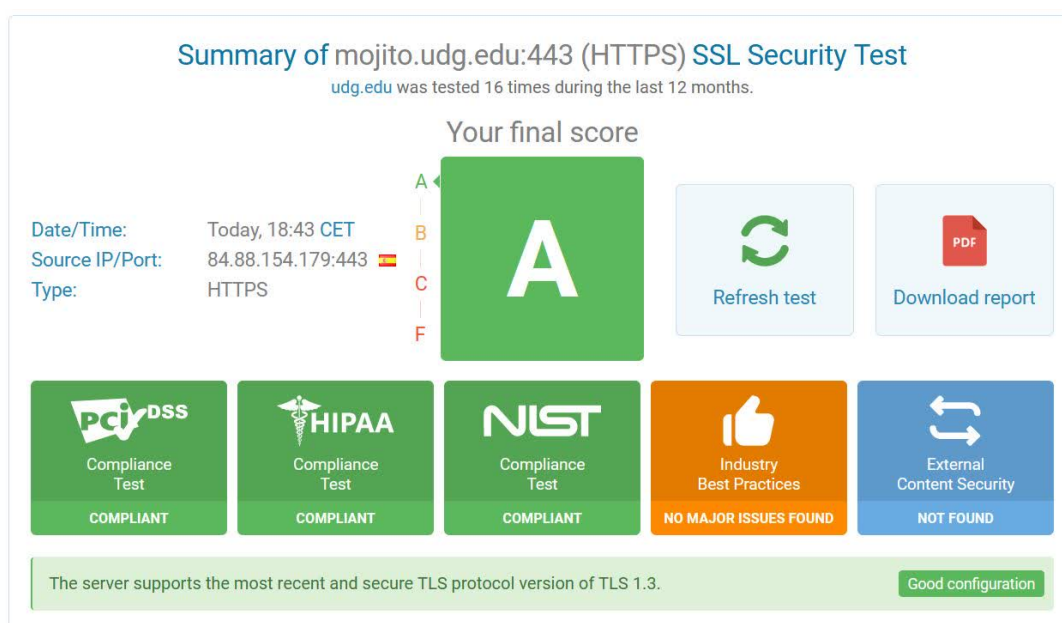 Summary of mojito.udg.edu:443 (HTTPS) SSL Security Test
udg.edu was tested 16 times during the last 12 months.
Your final score
A
B
C
F
A
Date/Time: Today, 18:43 CET
Source IP/Port: 84.88.154.179:443
Type: HTTPS
Refresh test
PDF
Download report
PCI DSS
Compliance
Test
COMPLIANT
HIPAA
Compliance
Test
COMPLIANT
NIST
Compliance
Test
COMPLIANT
Industry
Best Practices
NO MAJOR ISSUES FOUND
External
Content Security
NOT FOUND
The server supports the most recent and secure TLS protocol version of TLS 1.3.
Good configuration